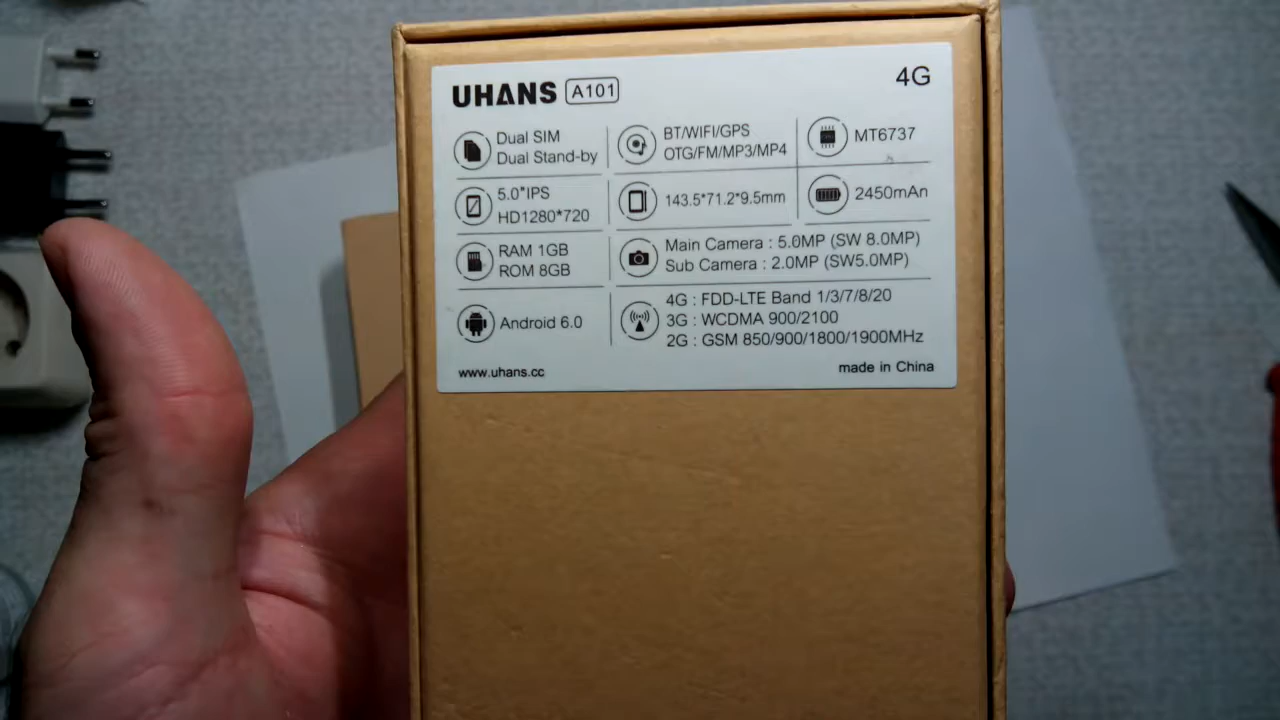 UHANS A101
4G
Dual SIM
Dual Stand-by
BT/WIFI/GPS
OTG/FM/MP3/MP4
MT6737
5.0"IPS
HD1280*720
143.5*71.2*9.5mm
2450mAh
RAM 1GB
ROM 8GB
Main Camera : 5.0MP (SW 8.0MP)
Sub Camera : 2.0MP (SW5.0MP)
Android 6.0
4G : FDD-LTE Band 1/3/7/8/20
3G : WCDMA 900/2100
2G : GSM 850/900/1800/1900MHz
www.uhans.cc
made in China